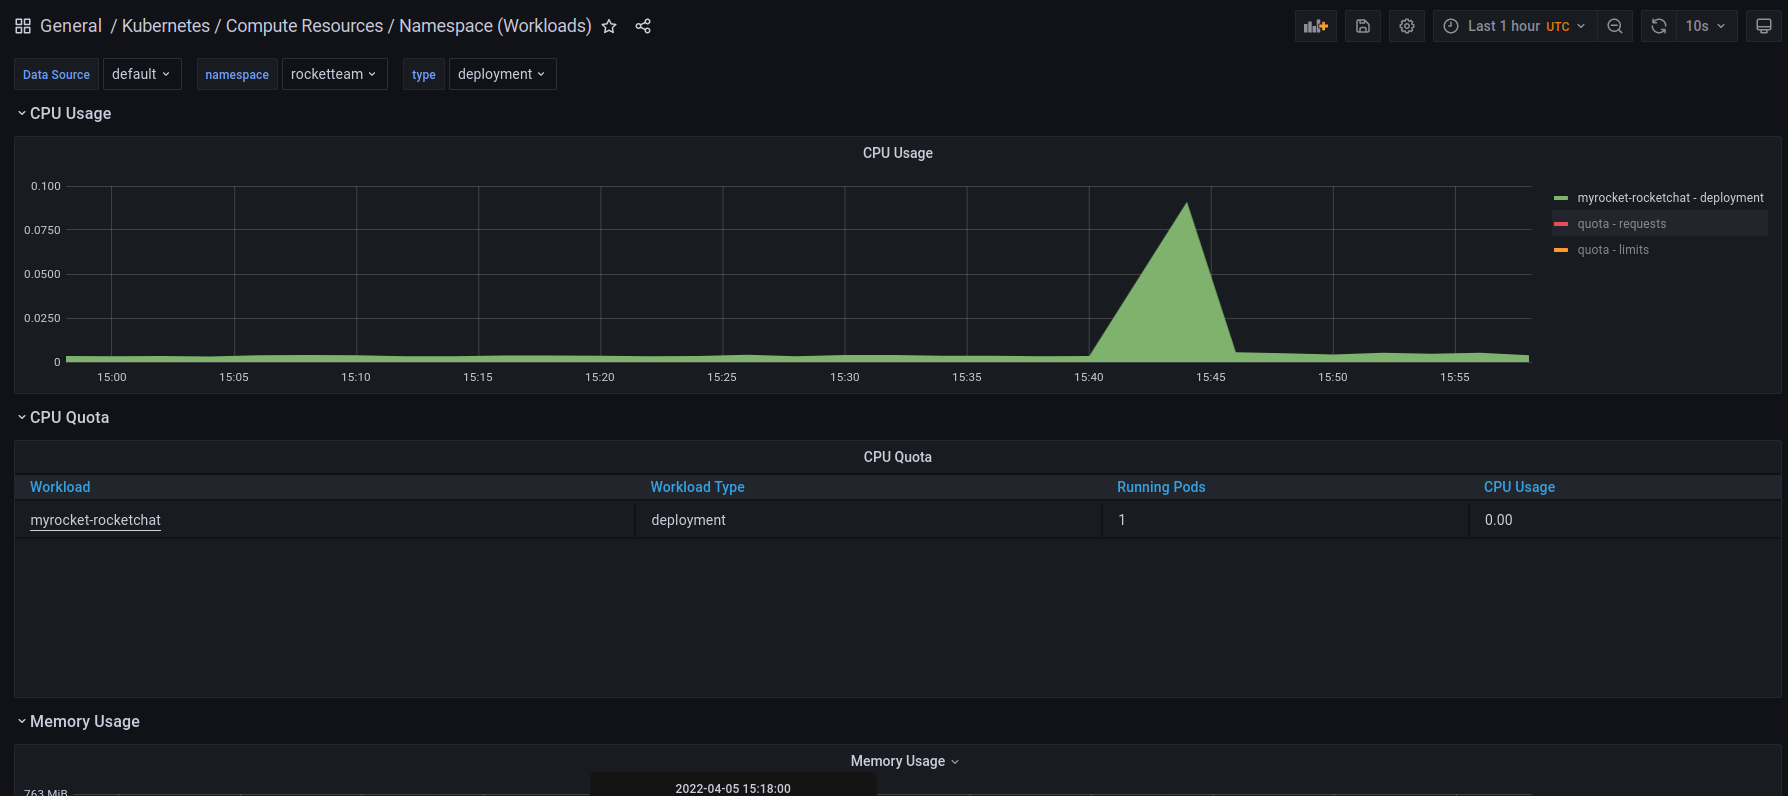 General / Kubernetes / Compute Resources / Namespace (Workloads)
Last 1 hour UTC
10s
Data Source default
namespace rocketteam
type deployment
CPU Usage
CPU Usage
0.100
0.0750
0.0500
0.0250
0
15:00 15:05 15:10 15:15 15:20 15:25 15:30 15:35 15:40 15:45 15:50 15:55
myrocket-rocketchat - deployment
quota - requests
quota - limits
CPU Quota
CPU Quota
Workload Workload Type Running Pods CPU Usage
myrocket-rocketchat deployment 1 0.00
Memory Usage
Memory Usage
2022-04-05 15:18:00
763 MiB